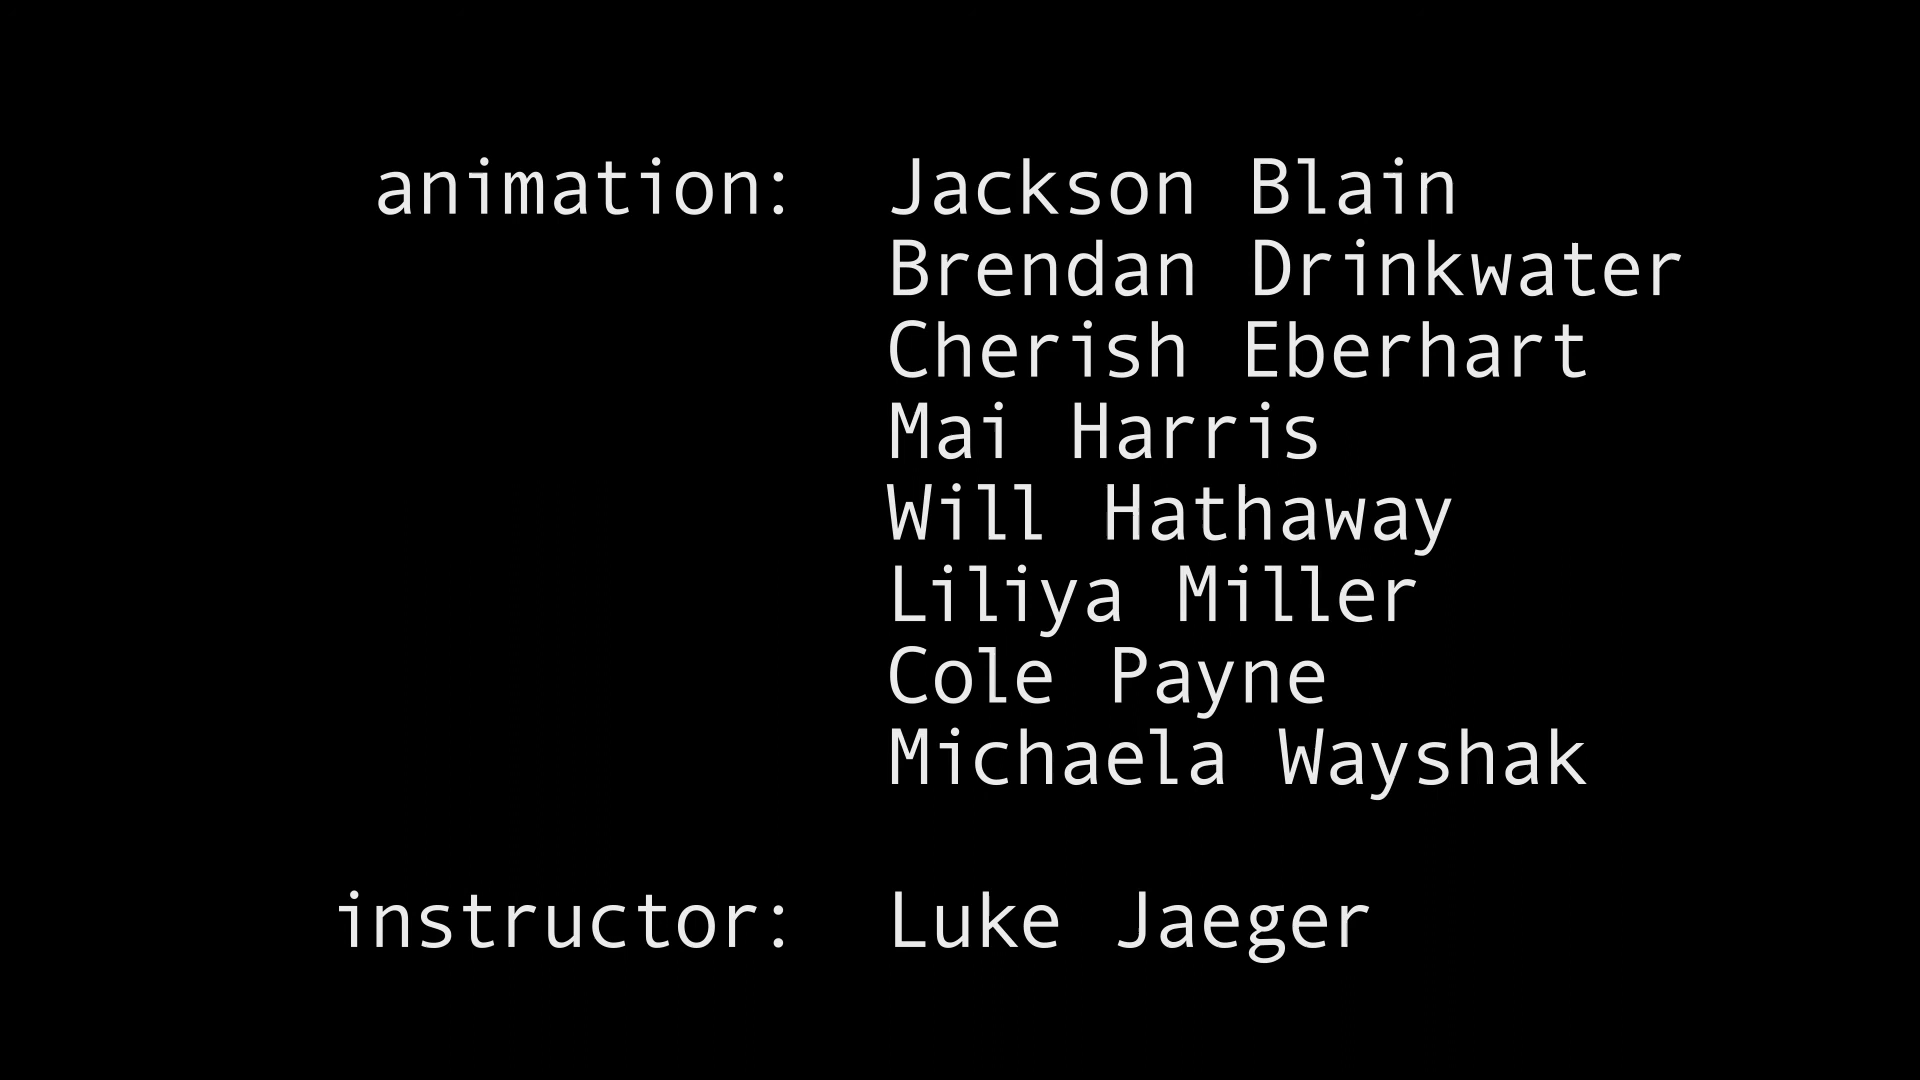 animation: Jackson Blain
Brendan Drinkwater
Cherish Eberhart
Mai Harris
Will Hathaway
Liliya Miller
Cole Payne
Michaela Wayshak
instructor: Luke Jaeger